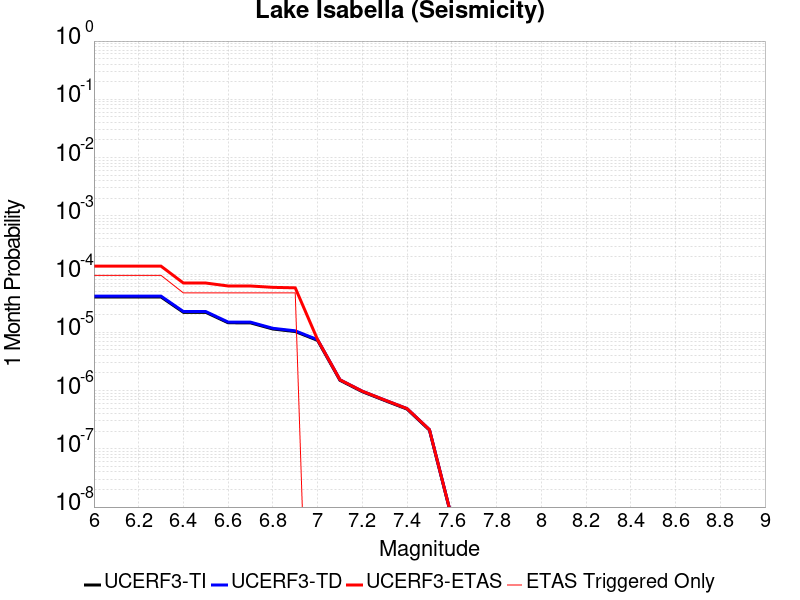 Lake Isabella (Seismicity)
10^0
10^-1
10^-2
10^-3
10^-4
10^-5
10^-6
10^-7
10^-8
1 Month Probability
6 6.2 6.4 6.6 6.8 7 7.2 7.4 7.6 7.8 8 8.2 8.4 8.6 8.8 9
Magnitude
UCERF3-TI UCERF3-TD UCERF3-ETAS ETAS Triggered Only